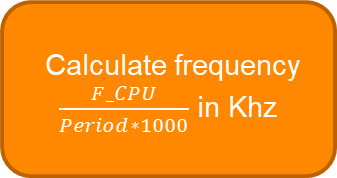 Calculate frequency
F_CPU
Period*1000 in Khz